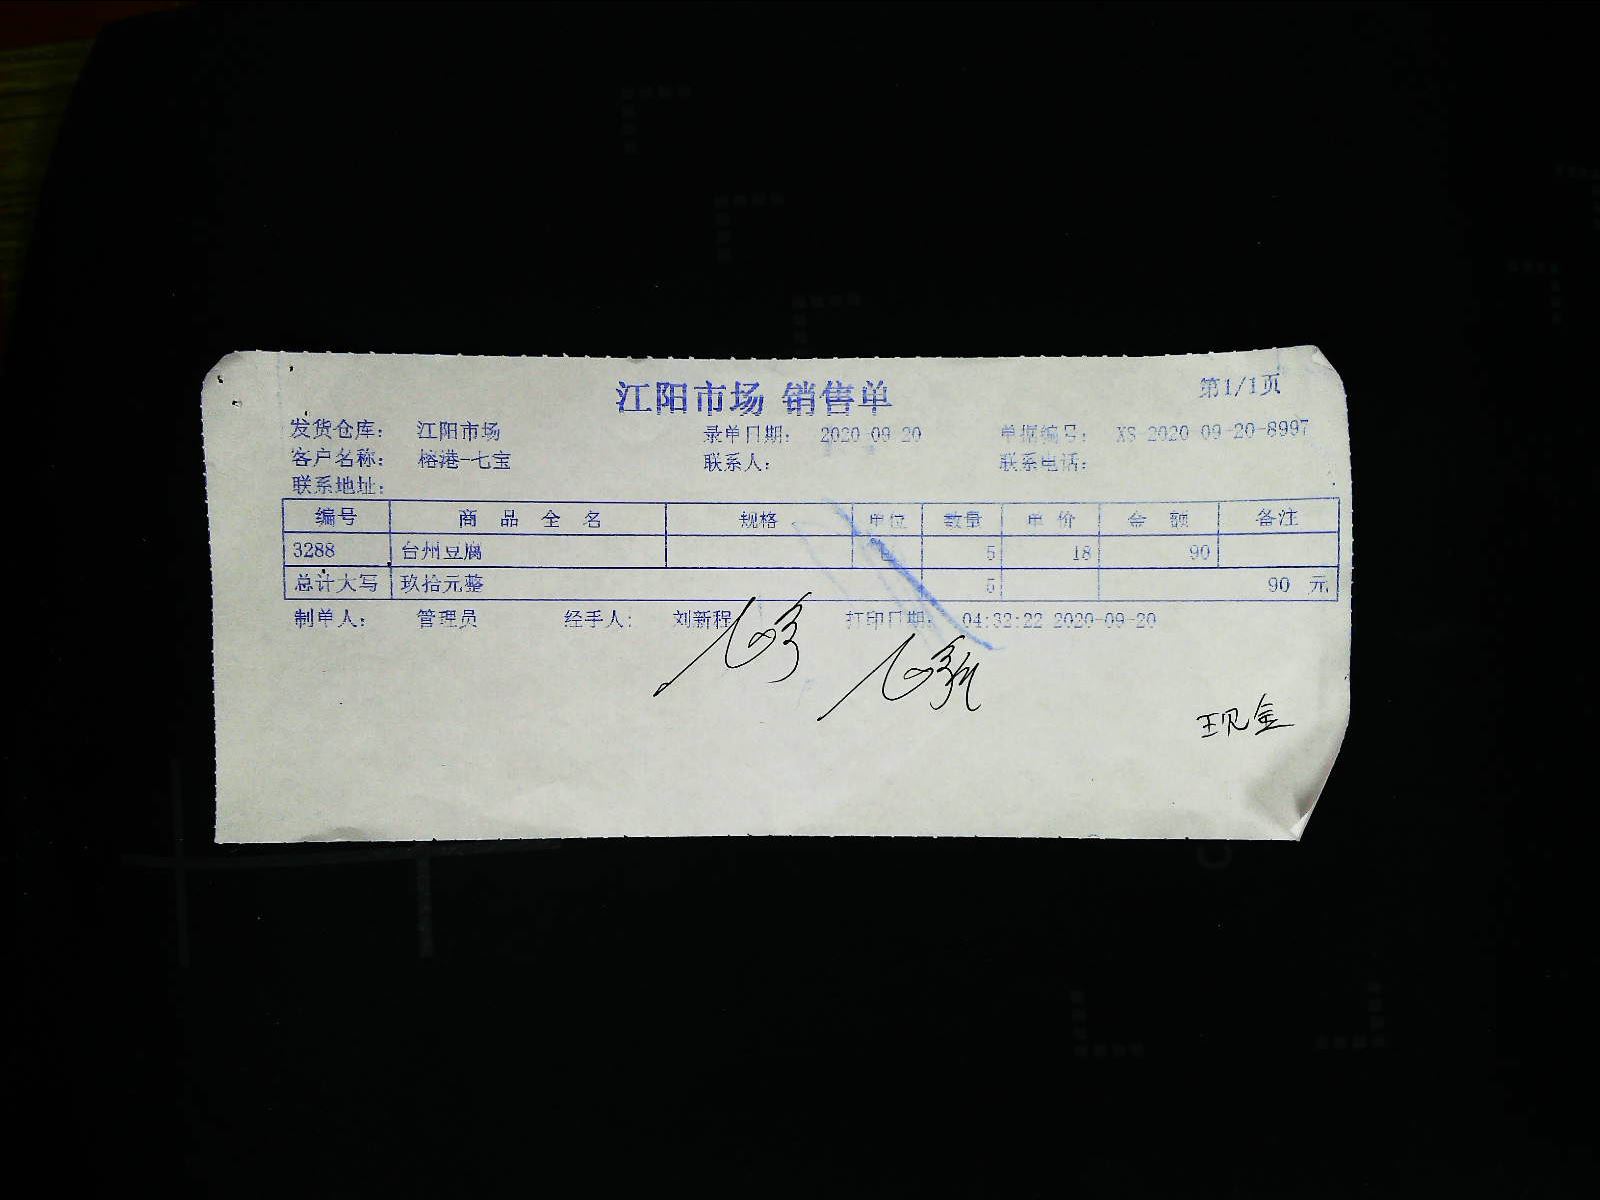 江阳市场 销售单 第1/1页
发货仓库: 江阳市场 录单日期: 2020-09-20 单据编号: XS-2020-09-20-8997
客户名称: 榕港-七宝 联系人: 联系电话:
联系地址:
编号 商品全名 规格 单位 数量 单价 金额 备注
3288 台州豆腐 5 18 90
总计大写 玖拾元整 5 90 元
制单人: 管理员 经手人: 刘新程 打印日期: 04:32:22 2020-09-20
现金